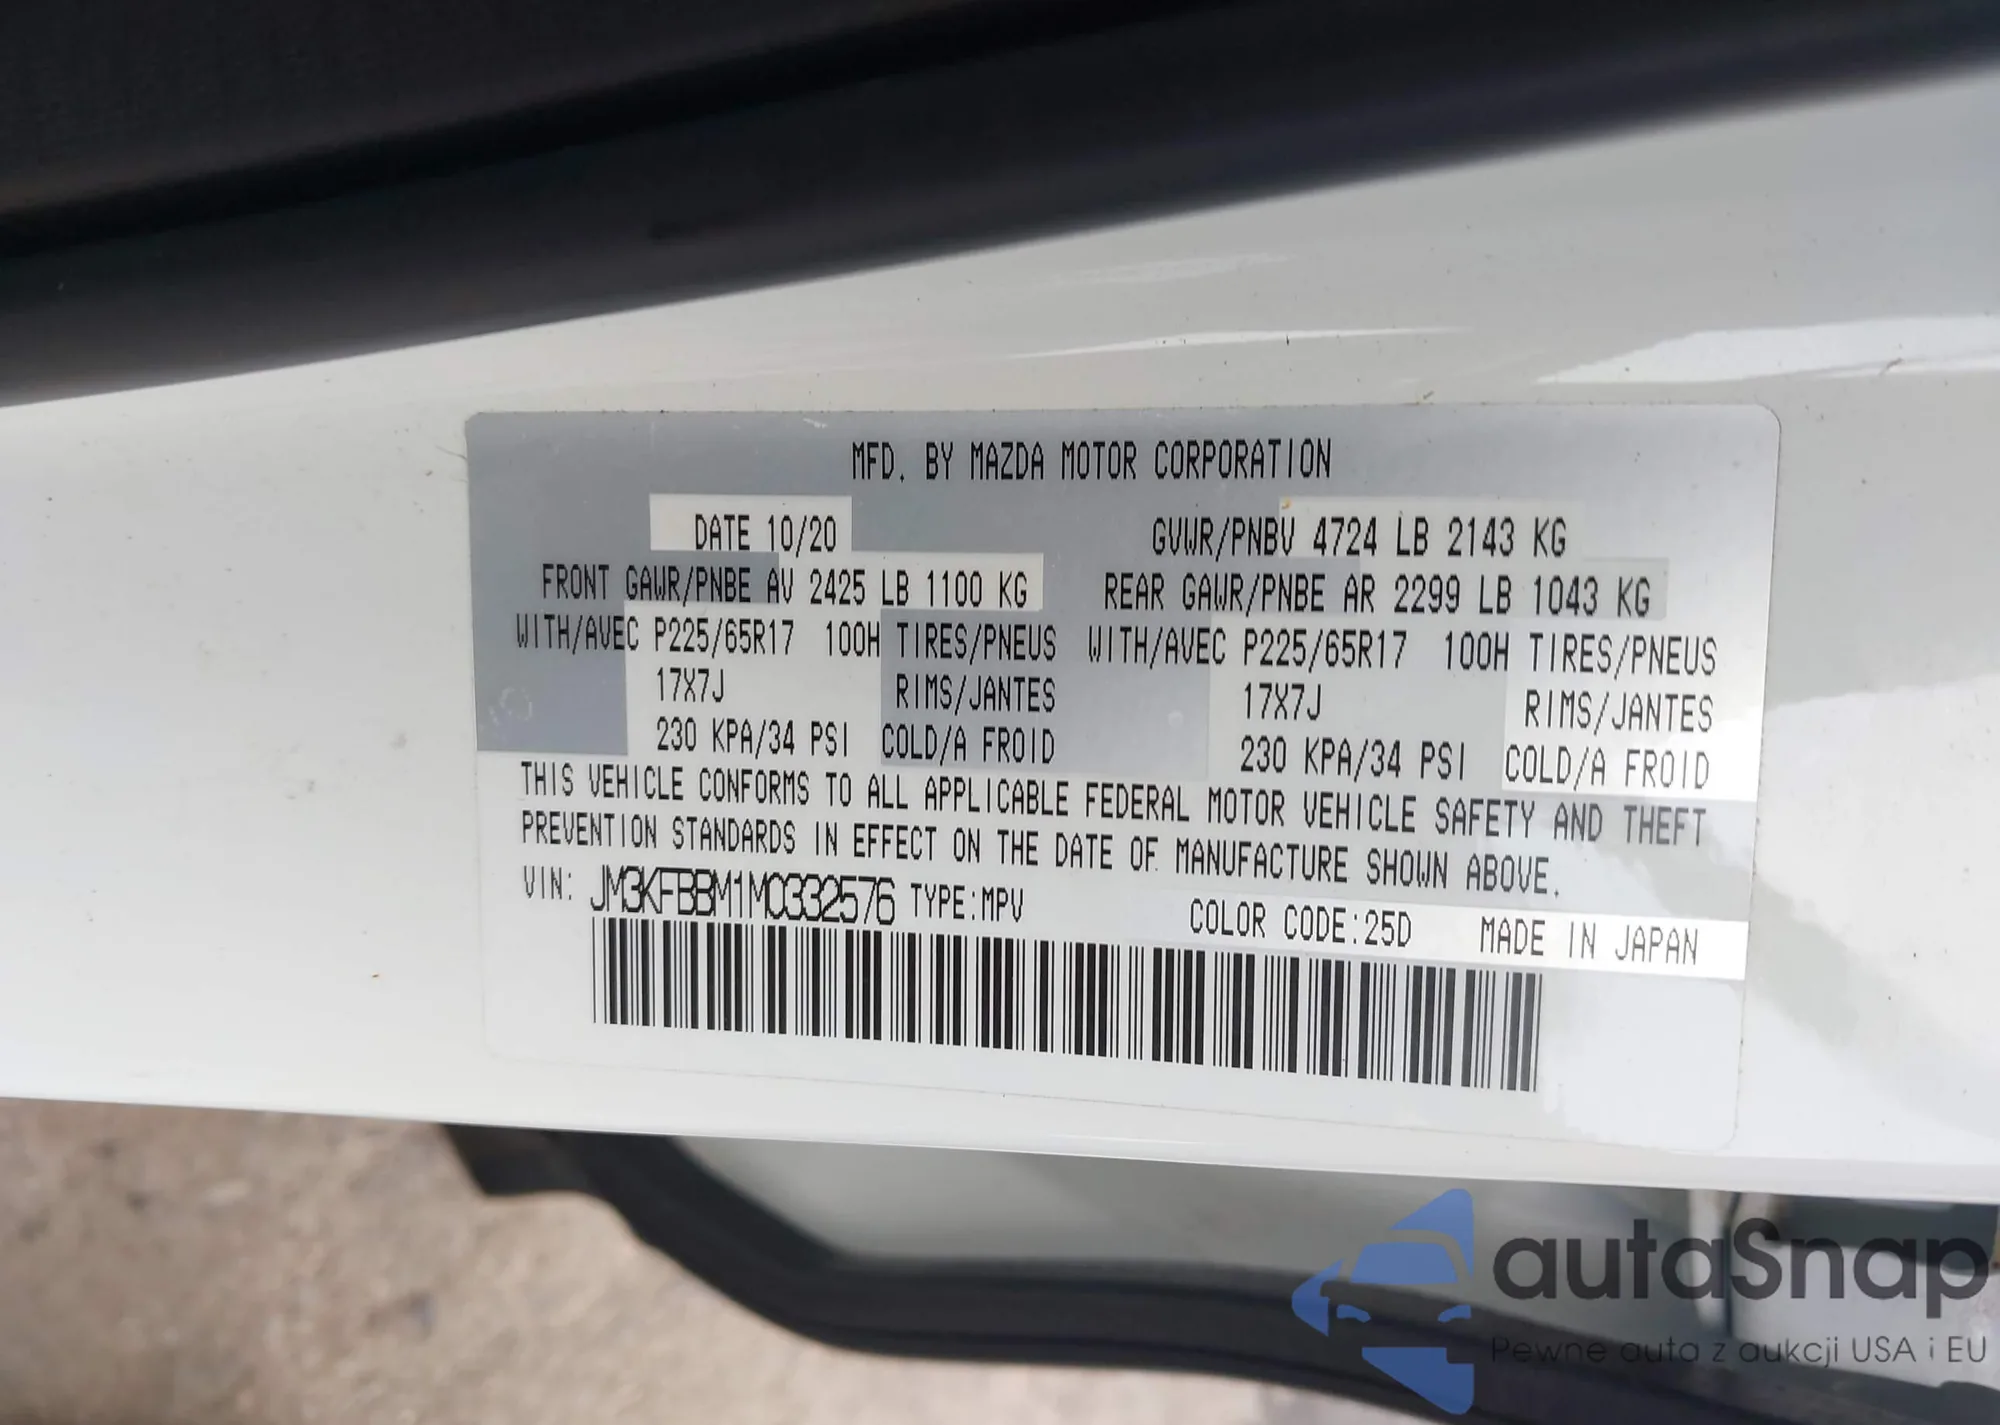 MFD. BY MAZDA MOTOR CORPORATION
DATE 10/20 GVWR/PNBV 4724 LB 2143 KG
FRONT GAWR/PNBE AV 2425 LB 1100 KG REAR GAWR/PNBE AR 2299 LB 1043 KG
WITH/AVEC P225/65R17 100H TIRES/PNEUS WITH/AVEC P225/65R17 100H TIRES/PNEUS
17X7J RIMS/JANTES 17X7J RIMS/JANTES
230 KPA/34 PSI COLD/A FROID 230 KPA/34 PSI COLD/A FROID
THIS VEHICLE CONFORMS TO ALL APPLICABLE FEDERAL MOTOR VEHICLE SAFETY AND THEFT
PREVENTION STANDARDS IN EFFECT ON THE DATE OF MANUFACTURE SHOWN ABOVE.
VIN: JM3KFBBM1M0332576 TYPE:MPV COLOR CODE:25D MADE IN JAPAN
autaSnap
Pewne auta z aukcji USA i EU